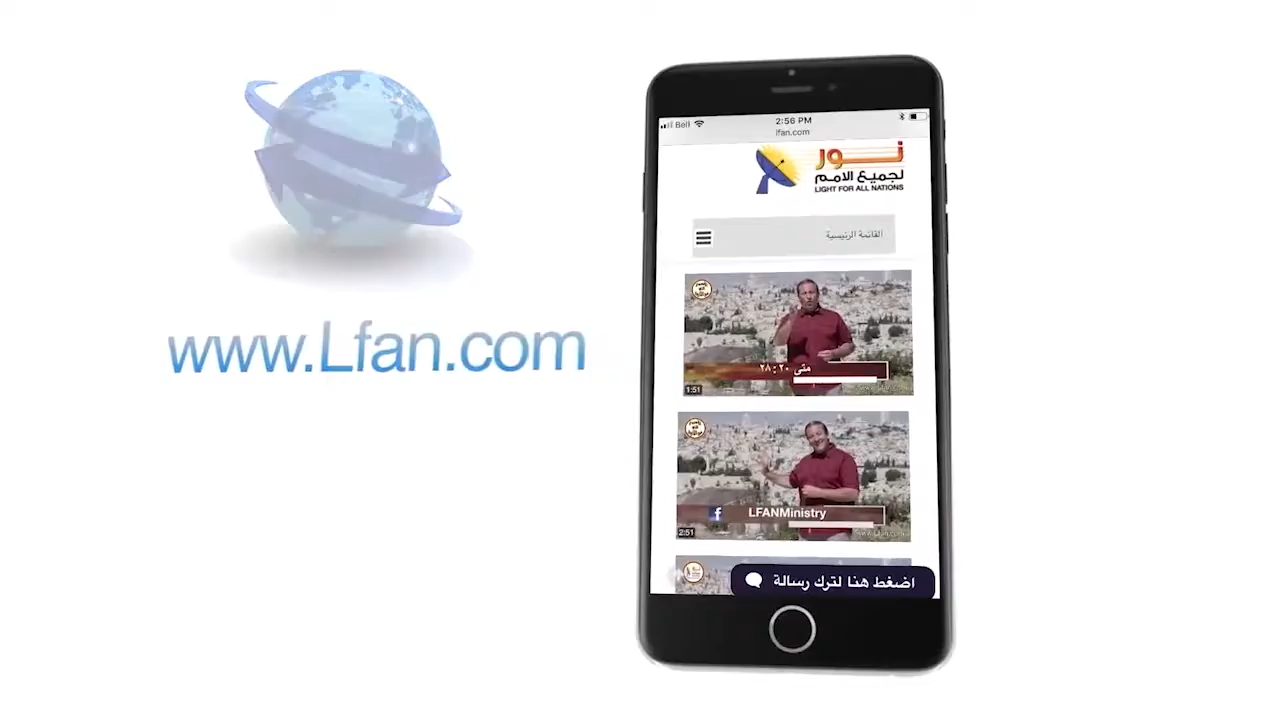 www.Lfan.com
Bell
2:56 PM
lfan.com
نور
لجميع الامم
LIGHT FOR ALL NATIONS
القائمة الرئيسية
متى ٢٠:٢٨
1:51
LFANMinistry
2:51
اضغط هنا لترك رسالة